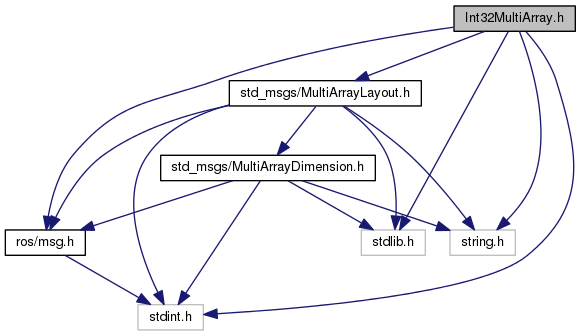 Int32MultiArray.h
std_msgs/MultiArrayLayout.h
std_msgs/MultiArrayDimension.h
ros/msg.h
stdlib.h
string.h
stdint.h